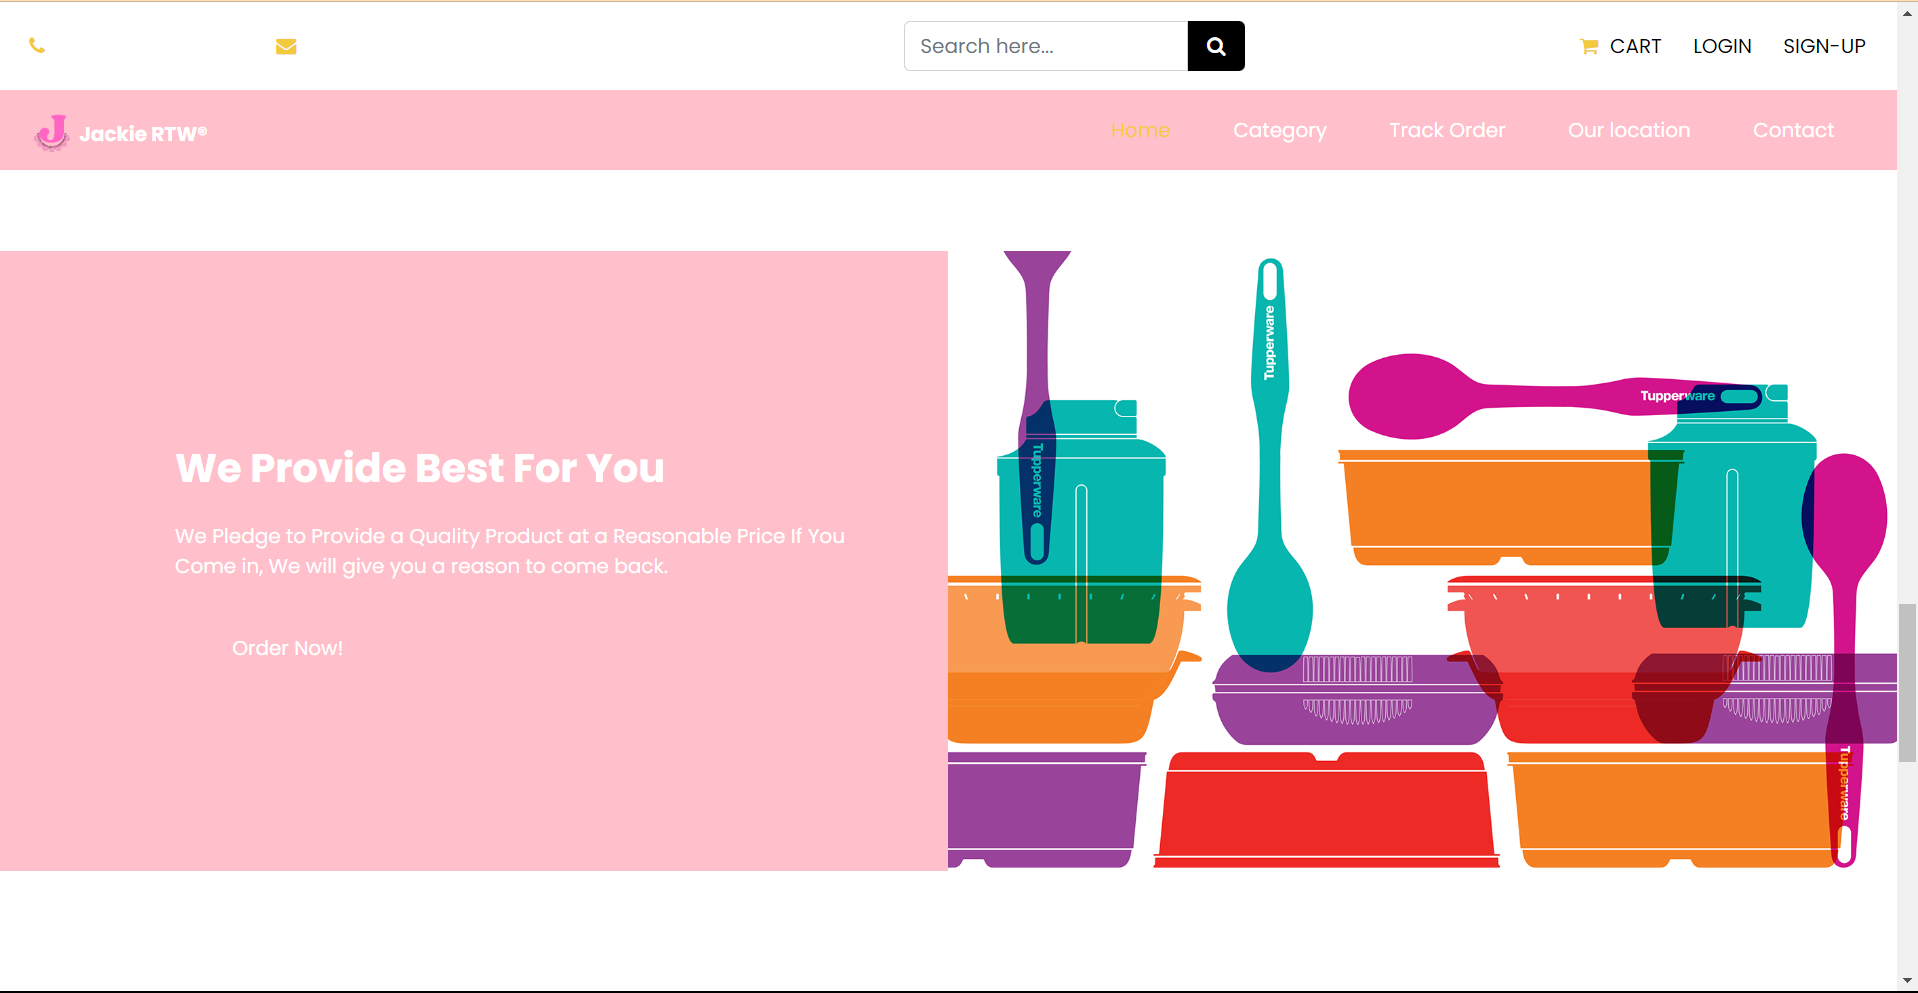 Search here...
CART LOGIN SIGN-UP
Jackie RTW®
Home Category Track Order Our location Contact
We Provide Best For You
We Pledge to Provide a Quality Product at a Reasonable Price If You
Come in, We will give you a reason to come back.
Order Now!
Tupperware
Tupperware
Tupperware
Tupperware